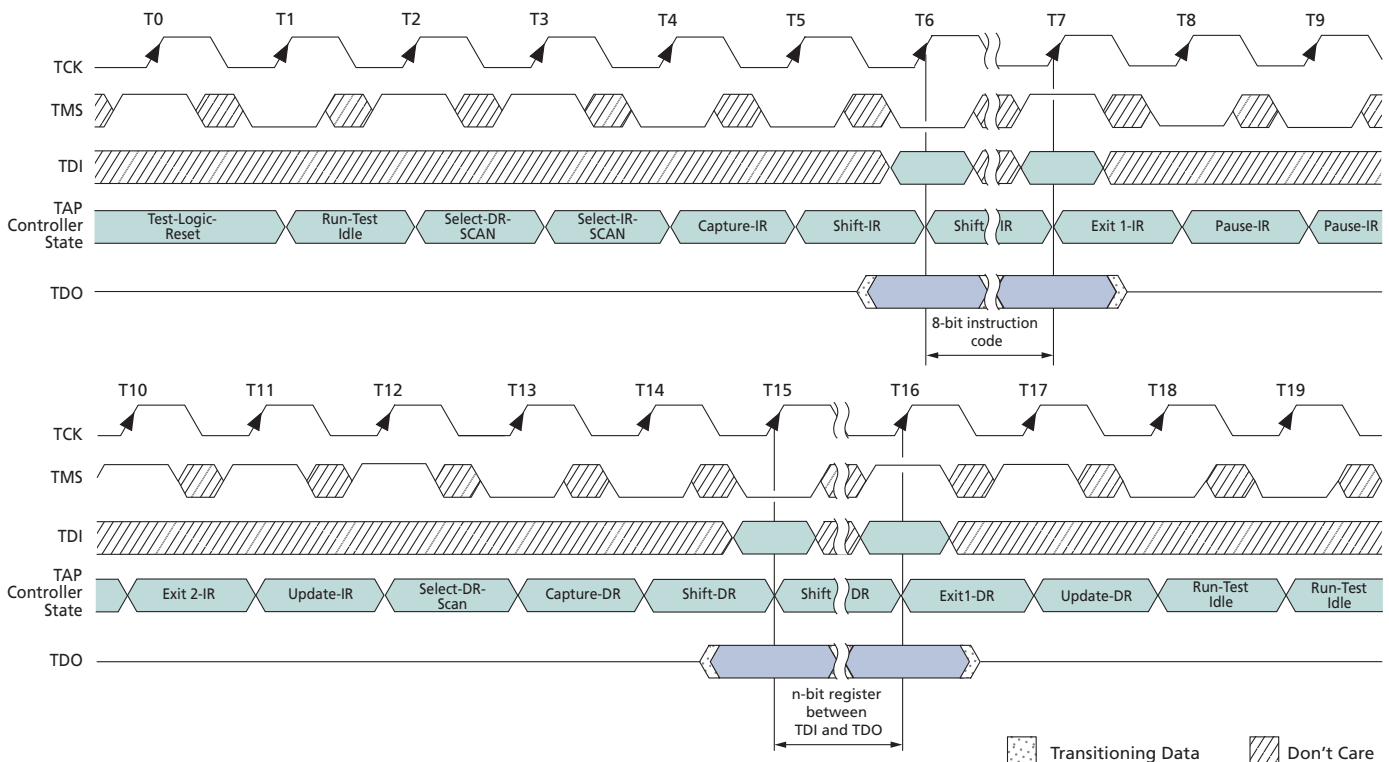 T0 T1 T2 T3 T4 T5 T6 T7 T8 T9
TCK
TMS
TDI
TAP
Controller
State
Test-Logic-
Reset
Run-Test
Idle
Select-DR-
SCAN
Select-IR-
SCAN
Capture-IR
Shift-IR
Shift IR
Exit 1-IR
Pause-IR
Pause-IR
TDO
8-bit instruction
code
T10 T11 T12 T13 T14 T15 T16 T17 T18 T19
TCK
TMS
TDI
TAP
Controller
State
Exit 2-IR
Update-IR
Select-DR-
Scan
Capture-DR
Shift-DR
Shift DR
Exit1-DR
Update-DR
Run-Test
Idle
Run-Test
Idle
TDO
n-bit register
between
TDI and TDO
Transitioning Data
Don't Care